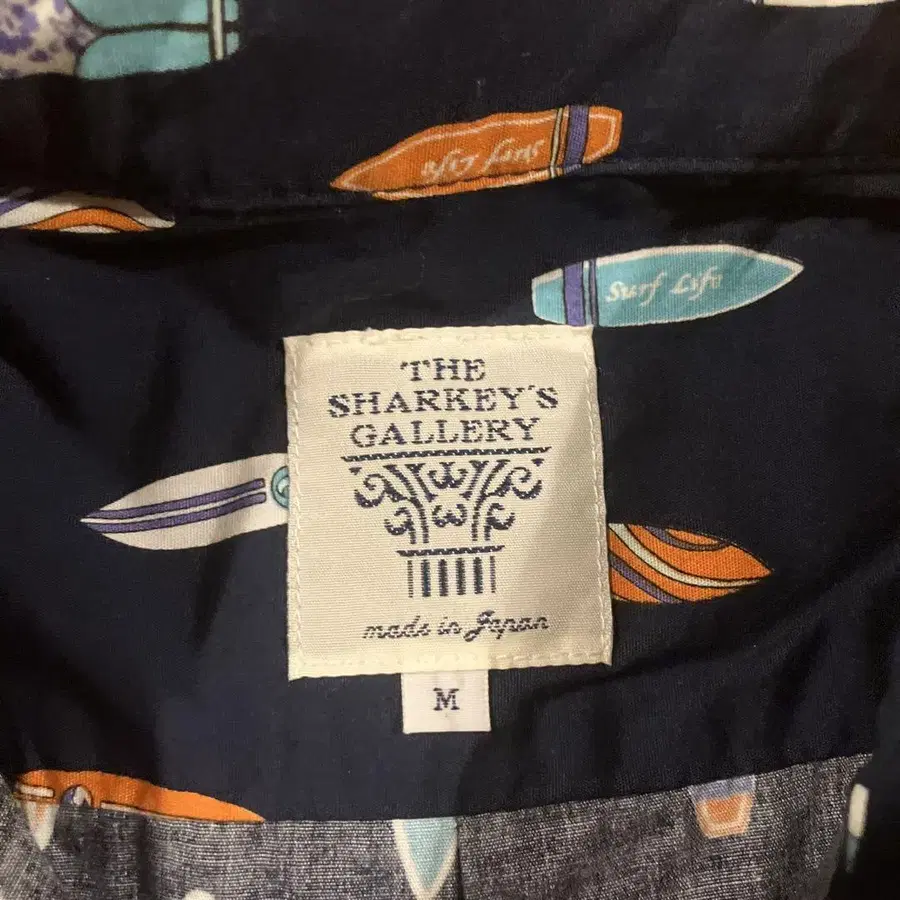 Surf Life
Surf Life
THE
SHARKEY'S
GALLERY
made in Japan
M